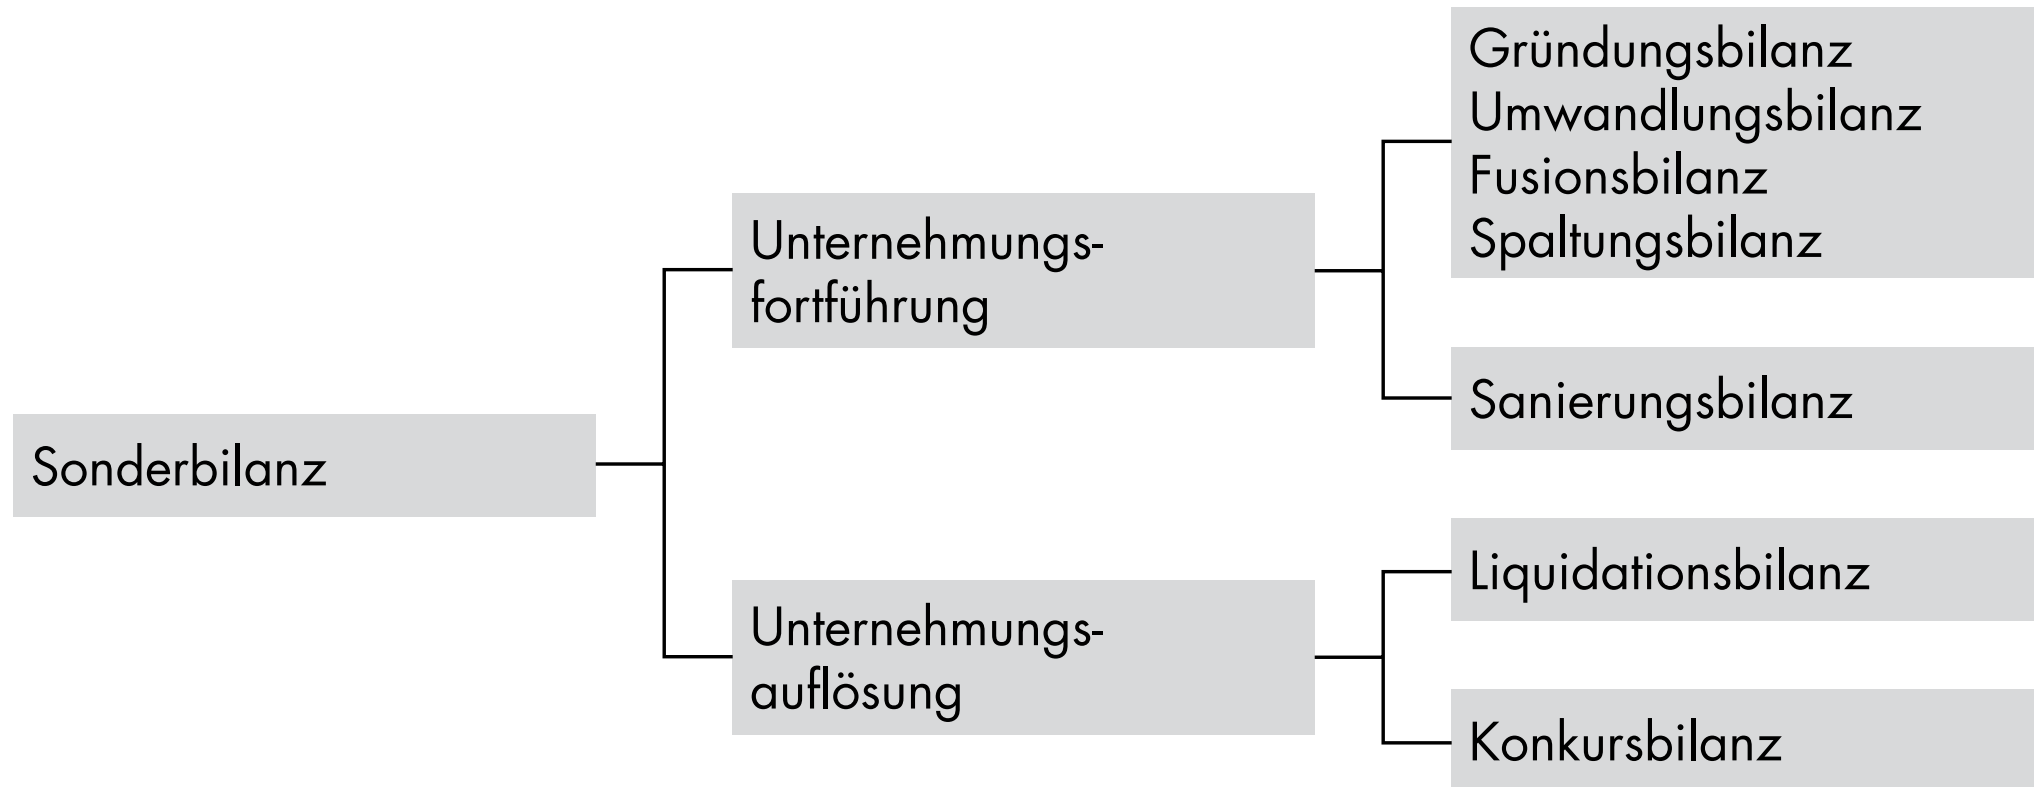 Sonderbilanz
Unternehmungs-
fortführung
Gründungsbilanz
Umwandlungsbilanz
Fusionsbilanz
Spaltungsbilanz
Sanierungsbilanz
Unternehmungs-
auflösung
Liquidationsbilanz
Konkursbilanz